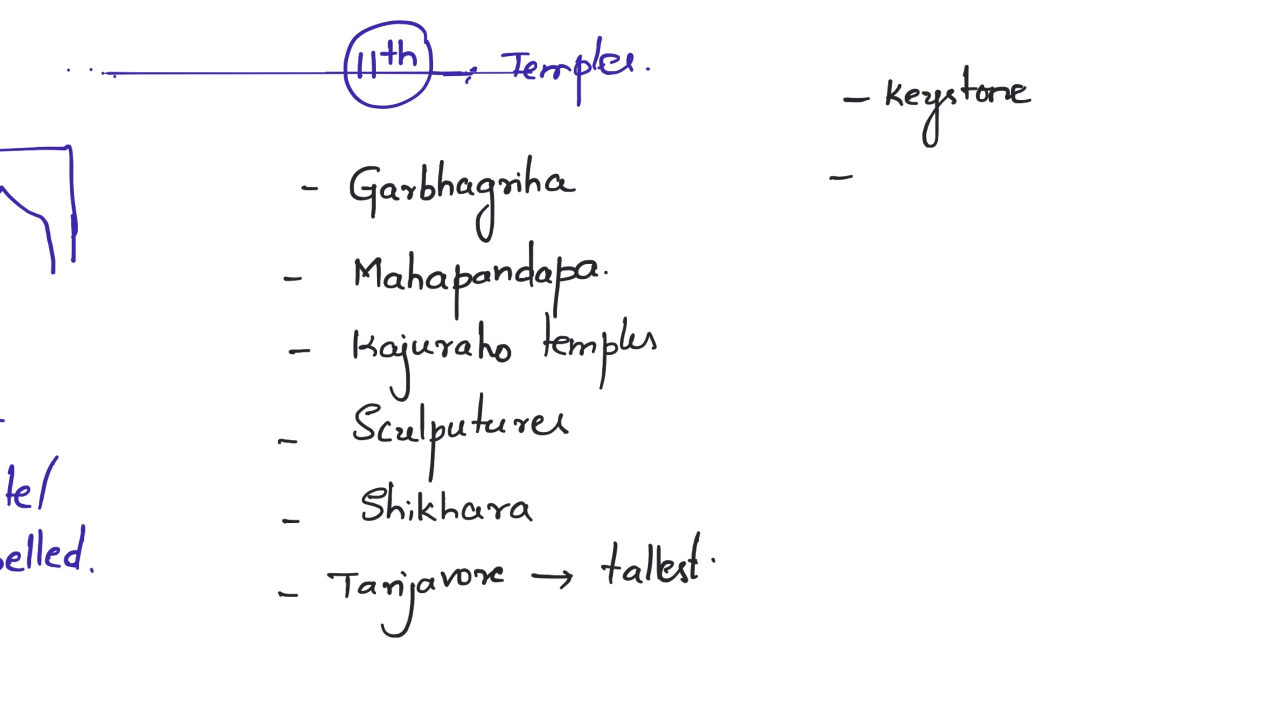 11th Temples.
- Garbhagriha
- Mahapandapa.
- Kajuraho temples
- Sculputures
- Shikhara
- Tanjavore → tallest.
- Keystone
-
te/
elled.